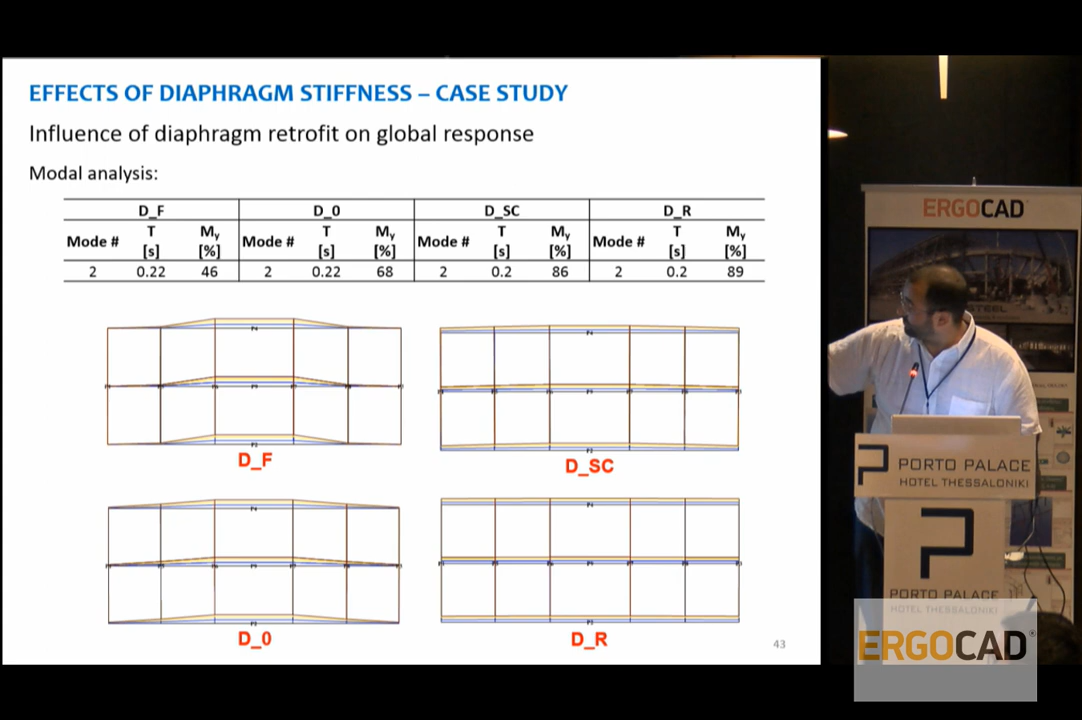 EFFECTS OF DIAPHRAGM STIFFNESS – CASE STUDY
Influence of diaphragm retrofit on global response
Modal analysis:
D_F D_0 D_SC D_R
Mode # T [s] My [%] Mode # T [s] My [%] Mode # T [s] My [%] Mode # T [s] My [%]
2 0.22 46 2 0.22 68 2 0.2 86 2 0.2 89
D_F
D_SC
D_0
D_R
43
ERGOCAD
STEEL
PORTO PALACE
HOTEL THESSALONIKI
PORTO PALACE
HOTEL THESSALONIKI
ERGOCAD®